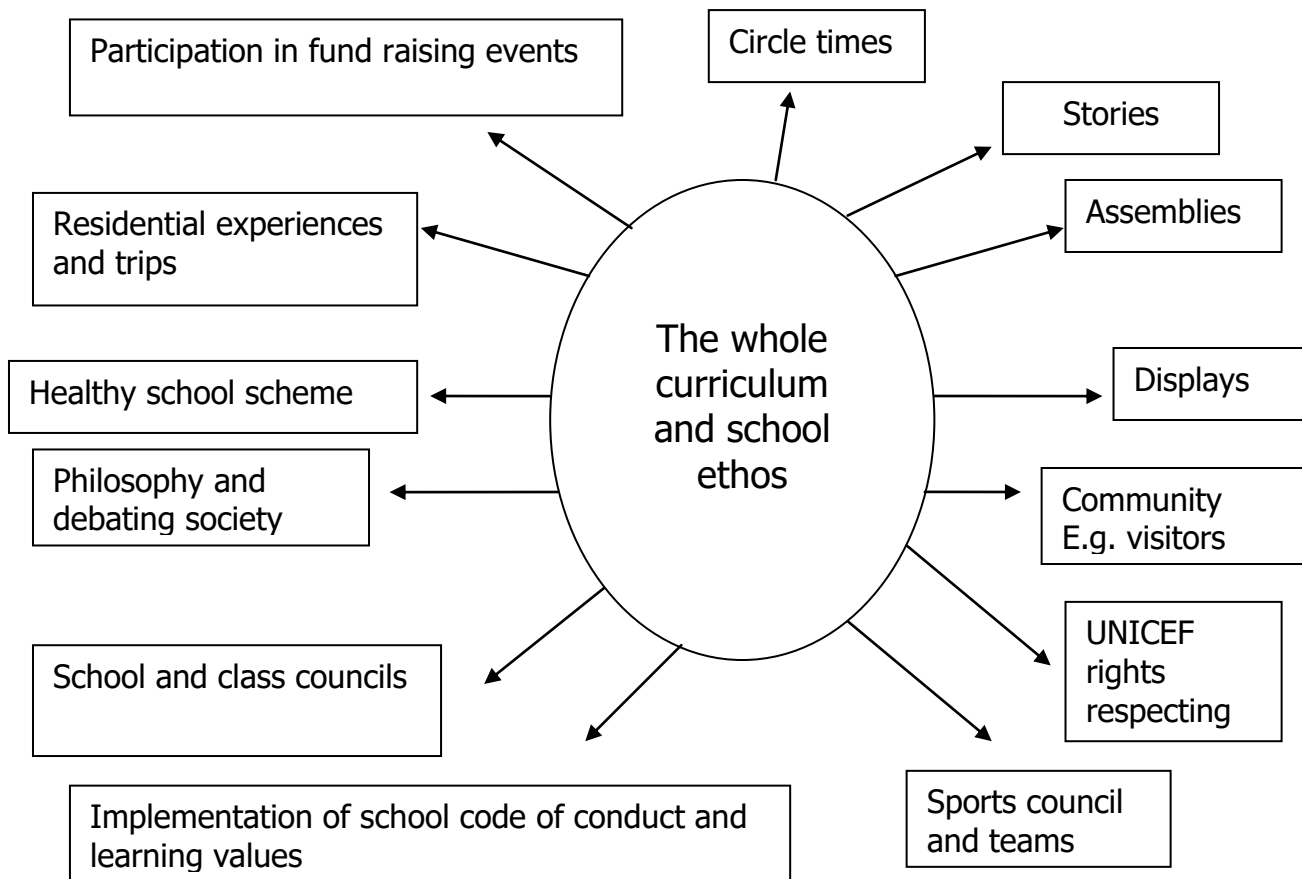 Participation in fund raising events
Circle times
Stories
Residential experiences
and trips
Assemblies
The whole
curriculum
and school
ethos
Healthy school scheme
Displays
Philosophy and
debating society
Community
E.g. visitors
School and class councils
UNICEF
rights
respecting
Implementation of school code of conduct and
learning values
Sports council
and teams